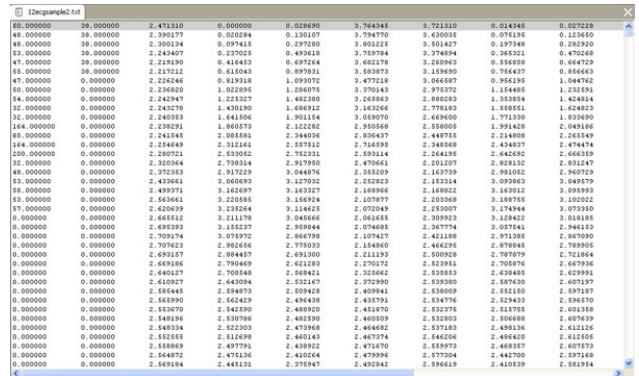 12ecgsample2.txt
50.000000 38.000000 2.471310 0.000000 0.028690 3.764345 3.721310 0.014345 0.027228
48.000000 38.000000 2.390177 0.020284 0.130107 3.794770 3.630035 0.075195 0.123650
48.000000 38.000000 2.300134 0.097415 0.297280 3.801225 3.501427 0.197348 0.282920
53.000000 38.000000 2.243407 0.237025 0.493618 3.759784 3.374894 0.365321 0.470268
47.000000 38.000000 2.219190 0.416453 0.697264 3.682178 3.260963 0.556858 0.664729
55.000000 38.000000 2.217212 0.615043 0.897831 3.583873 3.159690 0.756437 0.856663
47.000000 0.000000 2.226246 0.819318 1.093072 3.477218 3.066587 0.956195 1.044762
50.000000 0.000000 2.236820 1.022895 1.286075 3.370143 2.975372 1.154485 1.232591
54.000000 0.000000 2.242947 1.225327 1.482380 3.265863 2.880283 1.353854 1.424814
32.000000 0.000000 2.243278 1.430190 1.686912 3.163266 2.778183 1.558551 1.624823
32.000000 0.000000 2.240353 1.641506 1.901154 3.059070 2.669600 1.771330 1.833690
164.000000 0.000000 2.238291 1.860573 2.122282 2.950568 2.558005 1.991428 2.049186
85.000000 0.000000 2.241545 2.085581 2.344036 2.836437 2.448755 2.214808 2.265549
164.000000 0.000000 2.254649 2.312161 2.557512 2.716595 2.348568 2.434837 2.474474
200.000000 0.000000 2.280721 2.533052 2.752331 2.593114 2.264195 2.642692 2.666359
32.000000 0.000000 2.320364 2.738314 2.917950 2.470661 2.201207 2.828132 2.831247
48.000000 0.000000 2.372353 2.917229 3.044876 2.355209 2.163739 2.981052 2.960729
53.000000 0.000000 2.433661 3.060693 3.127032 2.252823 2.153314 3.093863 3.049579
58.000000 0.000000 2.499371 3.162697 3.163327 2.168966 2.168022 3.163012 3.095993
53.000000 0.000000 2.563661 3.220585 3.156924 2.107877 2.203368 3.188755 3.102022
57.000000 0.000000 2.620639 3.235264 3.114625 2.072049 2.253007 3.174944 3.073350
0.000000 0.000000 2.665512 3.211178 3.045666 2.061655 2.309923 3.128422 3.018185
0.000000 0.000000 2.695393 3.155237 2.959844 2.074685 2.367774 3.057541 2.946153
0.000000 0.000000 2.709174 3.075972 2.866798 2.107427 2.421188 2.971385 2.867090
0.000000 0.000000 2.707623 2.982656 2.775033 2.154860 2.466295 2.878845 2.789905
0.000000 0.000000 2.693157 2.884457 2.691300 2.211193 2.500928 2.787879 2.721864
0.000000 0.000000 2.669186 2.790469 2.621283 2.270172 2.523951 2.705876 2.667936
0.000000 0.000000 2.640127 2.708548 2.568421 2.325662 2.535853 2.638485 2.629991
0.000000 0.000000 2.610927 2.643094 2.532167 2.372990 2.539380 2.587630 2.607197
0.000000 0.000000 2.585445 2.594873 2.509428 2.409841 2.538009 2.552150 2.597187
0.000000 0.000000 2.565990 2.562429 2.496438 2.435791 2.534776 2.529433 2.596570
0.000000 0.000000 2.553670 2.542590 2.488920 2.451870 2.532375 2.515755 2.601358
0.000000 0.000000 2.548196 2.530786 2.482590 2.460509 2.532803 2.506688 2.607639
0.000000 0.000000 2.548334 2.522303 2.473968 2.464682 2.537183 2.498136 2.612126
0.000000 0.000000 2.552555 2.512698 2.460143 2.467374 2.546206 2.486420 2.612505
0.000000 0.000000 2.558869 2.497791 2.438922 2.471670 2.559973 2.468357 2.607573
0.000000 0.000000 2.564872 2.475136 2.410264 2.479996 2.577304 2.442700 2.597168
0.000000 0.000000 2.569184 2.445131 2.375947 2.492842 2.596619 2.410539 2.581954